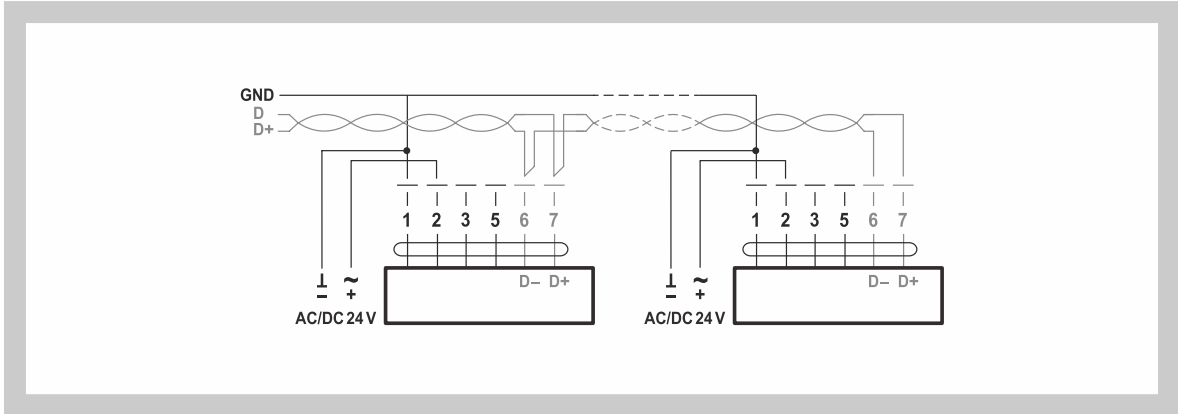 GND
D
D+
1 2 3 5 6 7 1 2 3 5 6 7
D– D+ D– D+
⊥ ~ ⊥ ~
– + – +
AC/DC 24 V AC/DC 24 V